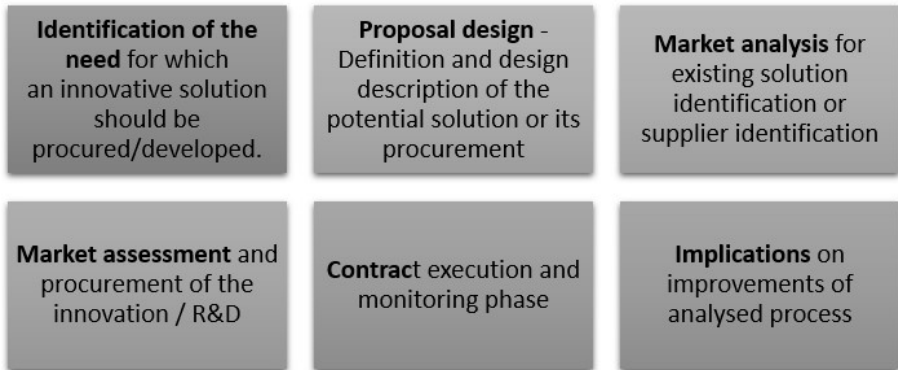 Identification of the
need for which
an innovative solution
should be
procured/developed.
Proposal design -
Definition and design
description of the
potential solution or its
procurement
Market analysis for
existing solution
identification or
supplier identification
Market assessment and
procurement of the
innovation / R&D
Contract execution and
monitoring phase
Implications on
improvements of
analysed process